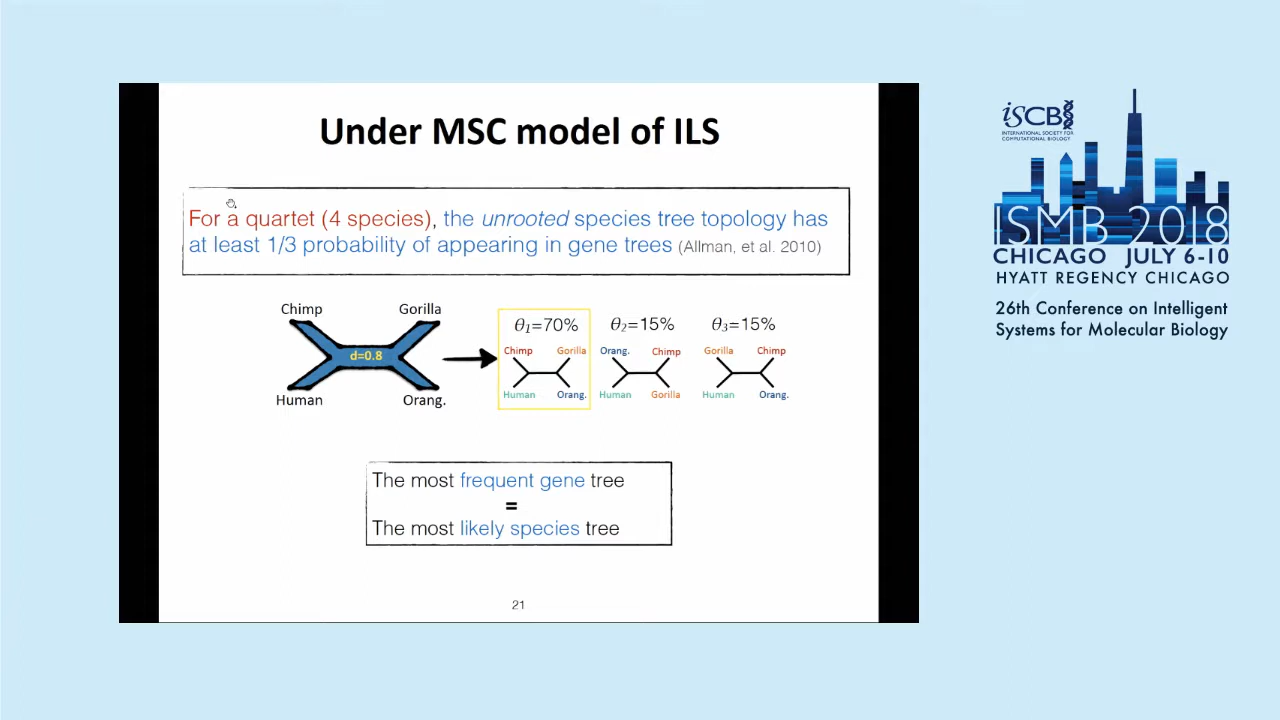 Under MSC model of ILS
For a quartet (4 species), the unrooted species tree topology has
at least 1/3 probability of appearing in gene trees (Allman, et al. 2010)
Chimp
Gorilla
d=0.8
Human
Orang.
θ1=70%
θ2=15%
θ3=15%
Chimp
Gorilla
Human
Orang.
Orang.
Chimp
Human
Gorilla
Gorilla
Chimp
Human
Orang.
The most frequent gene tree
=
The most likely species tree
21
iSCB
INTERNATIONAL SOCIETY FOR
COMPUTATIONAL BIOLOGY
ISMB 2018
CHICAGO JULY 6-10
HYATT REGENCY CHICAGO
26th Conference on Intelligent
Systems for Molecular Biology